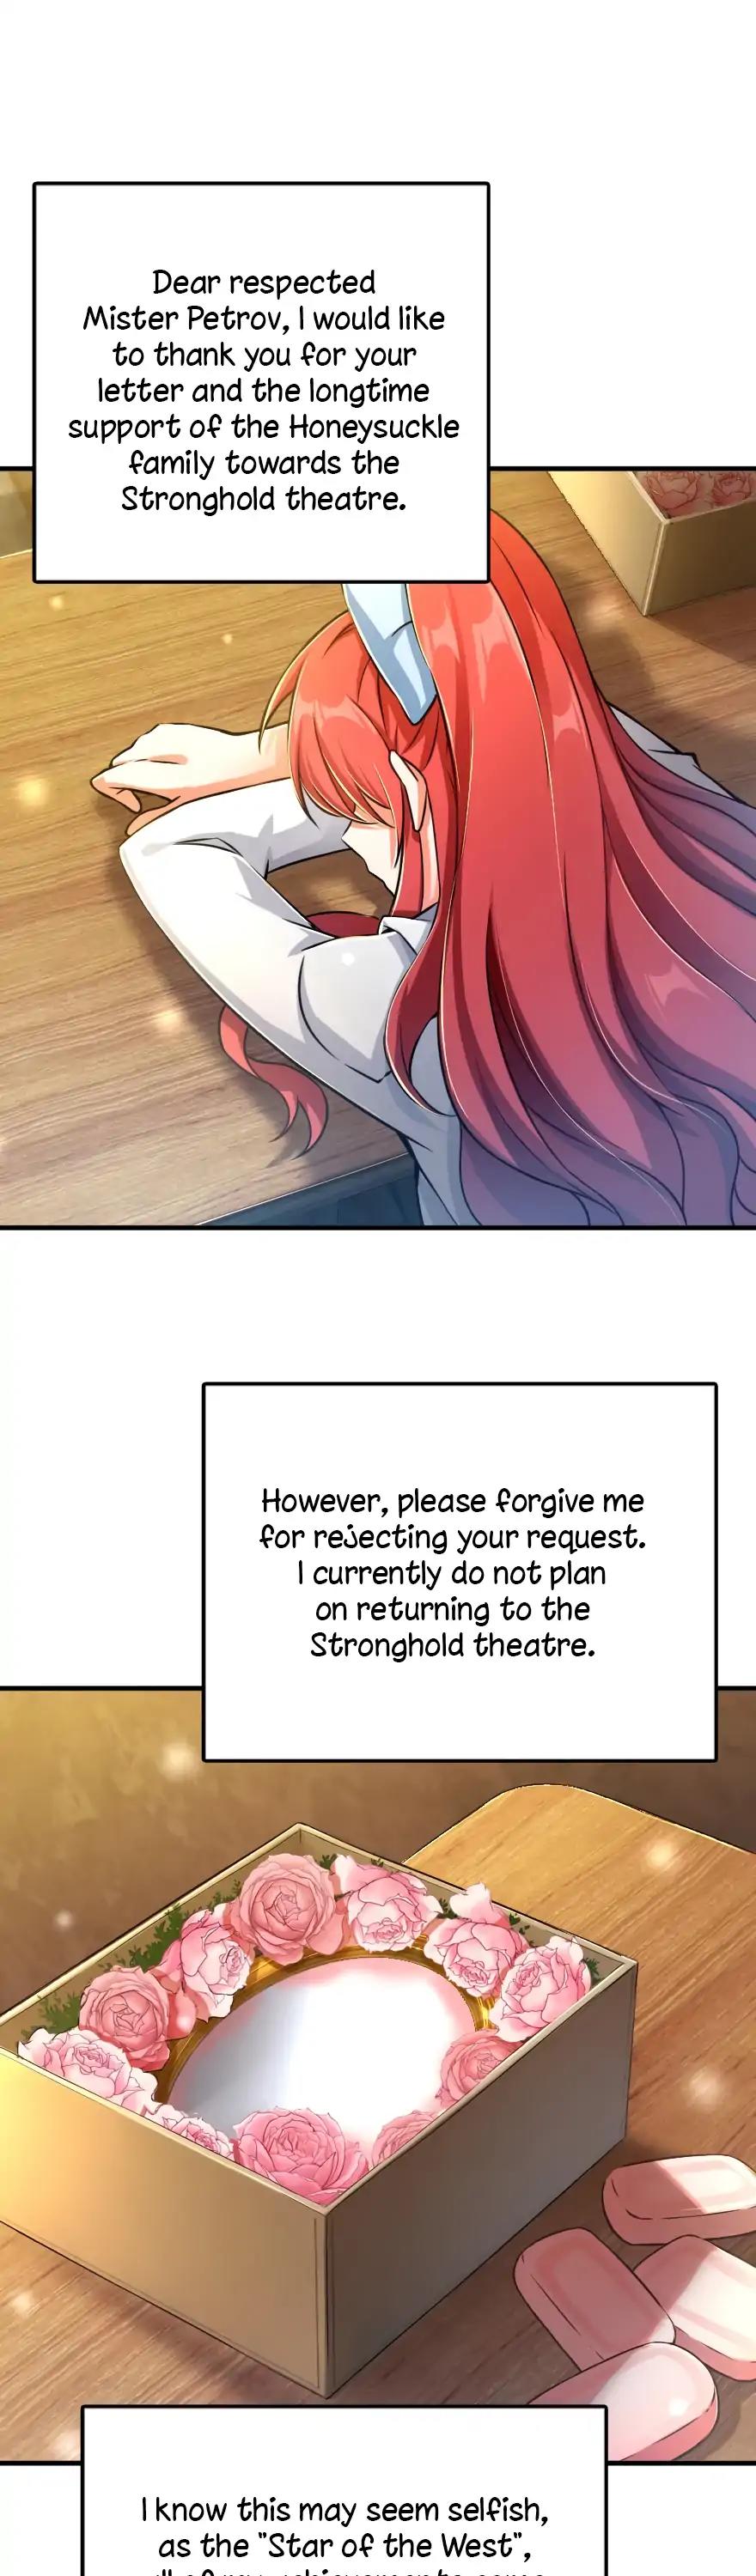 Dear respected
Mister Petrov, I would like
to thank you for your
letter and the longtime
support of the Honeysuckle
family towards the
Stronghold theatre.
However, please forgive me
for rejecting your request.
I currently do not plan
on returning to the
Stronghold theatre.
I know this may seem selfish,
as the "Star of the West",